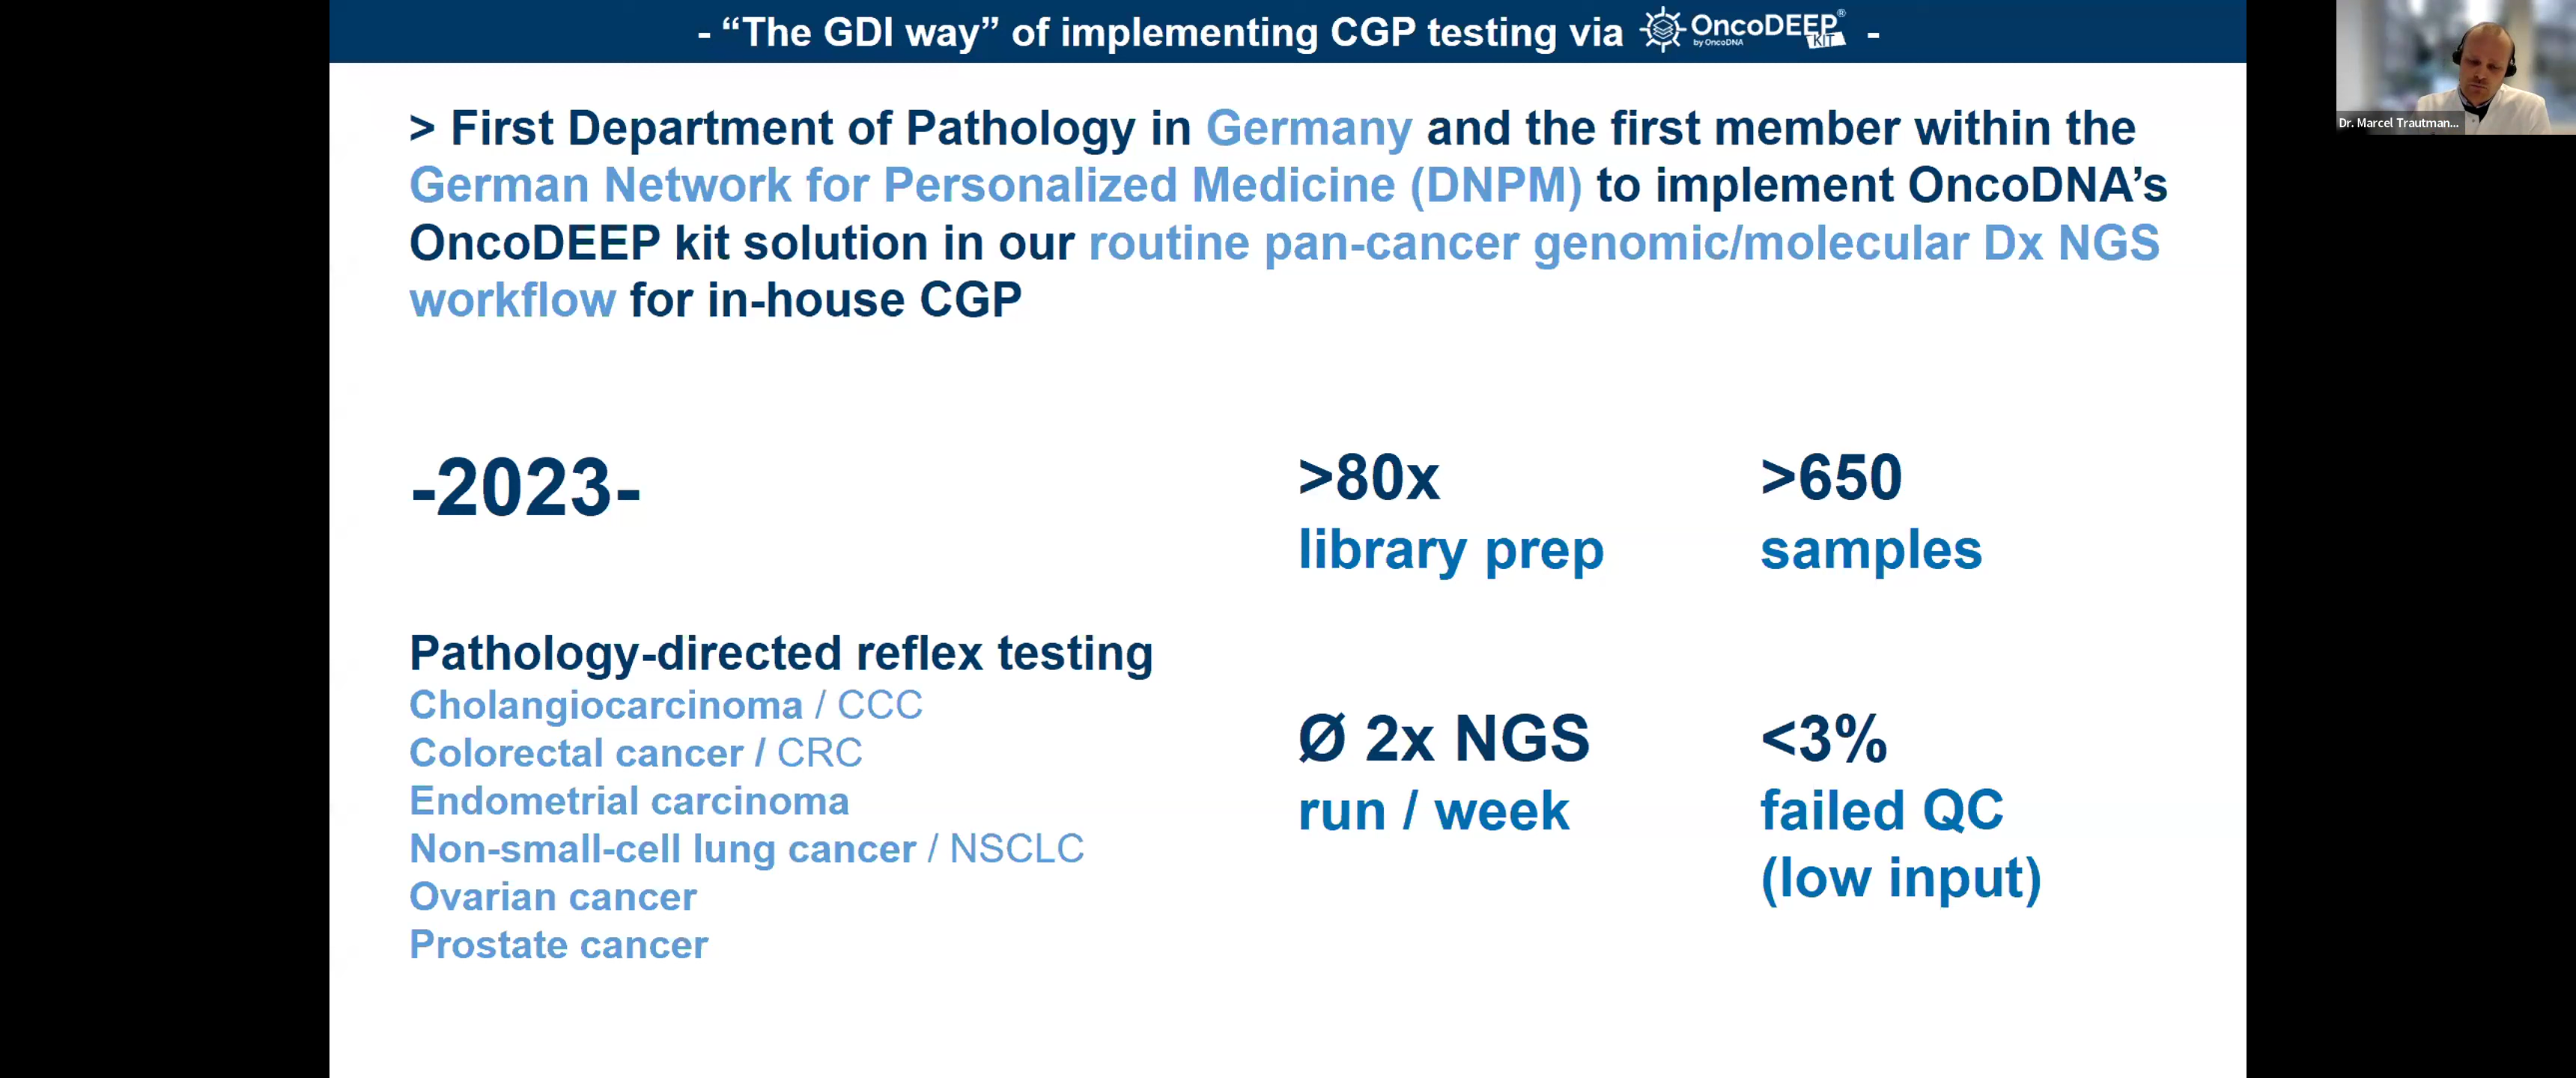 - “The GDI way” of implementing CGP testing via OncoDEEP® KIT by OncoDNA -
Dr. Marcel Trautman...
> First Department of Pathology in Germany and the first member within the
German Network for Personalized Medicine (DNPM) to implement OncoDNA’s
OncoDEEP kit solution in our routine pan-cancer genomic/molecular Dx NGS
workflow for in-house CGP
-2023-
>80x
library prep
>650
samples
Pathology-directed reflex testing
Cholangiocarcinoma / CCC
Colorectal cancer / CRC
Endometrial carcinoma
Non-small-cell lung cancer / NSCLC
Ovarian cancer
Prostate cancer
Ø 2x NGS
run / week
<3%
failed QC
(low input)